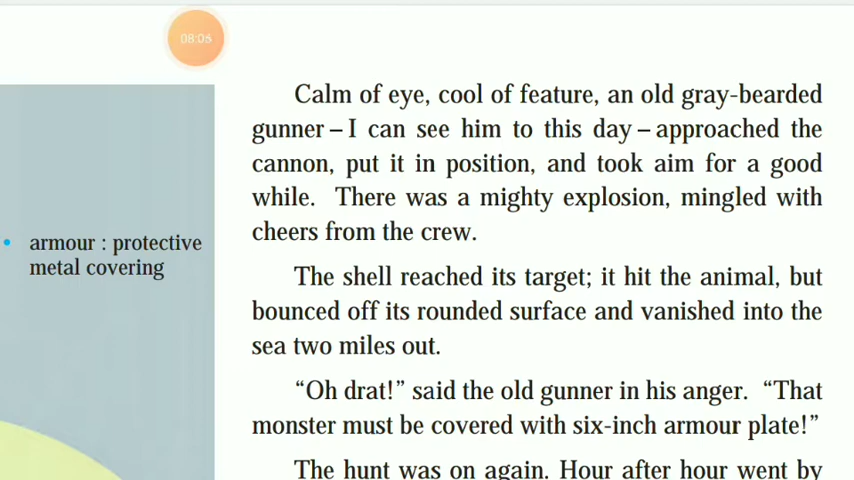 08:06
Calm of eye, cool of feature, an old gray-bearded
gunner – I can see him to this day – approached the
cannon, put it in position, and took aim for a good
while. There was a mighty explosion, mingled with
cheers from the crew.
The shell reached its target; it hit the animal, but
bounced off its rounded surface and vanished into the
sea two miles out.
“Oh drat!” said the old gunner in his anger. “That
monster must be covered with six-inch armour plate!”
The hunt was on again. Hour after hour went by
• armour : protective
metal covering